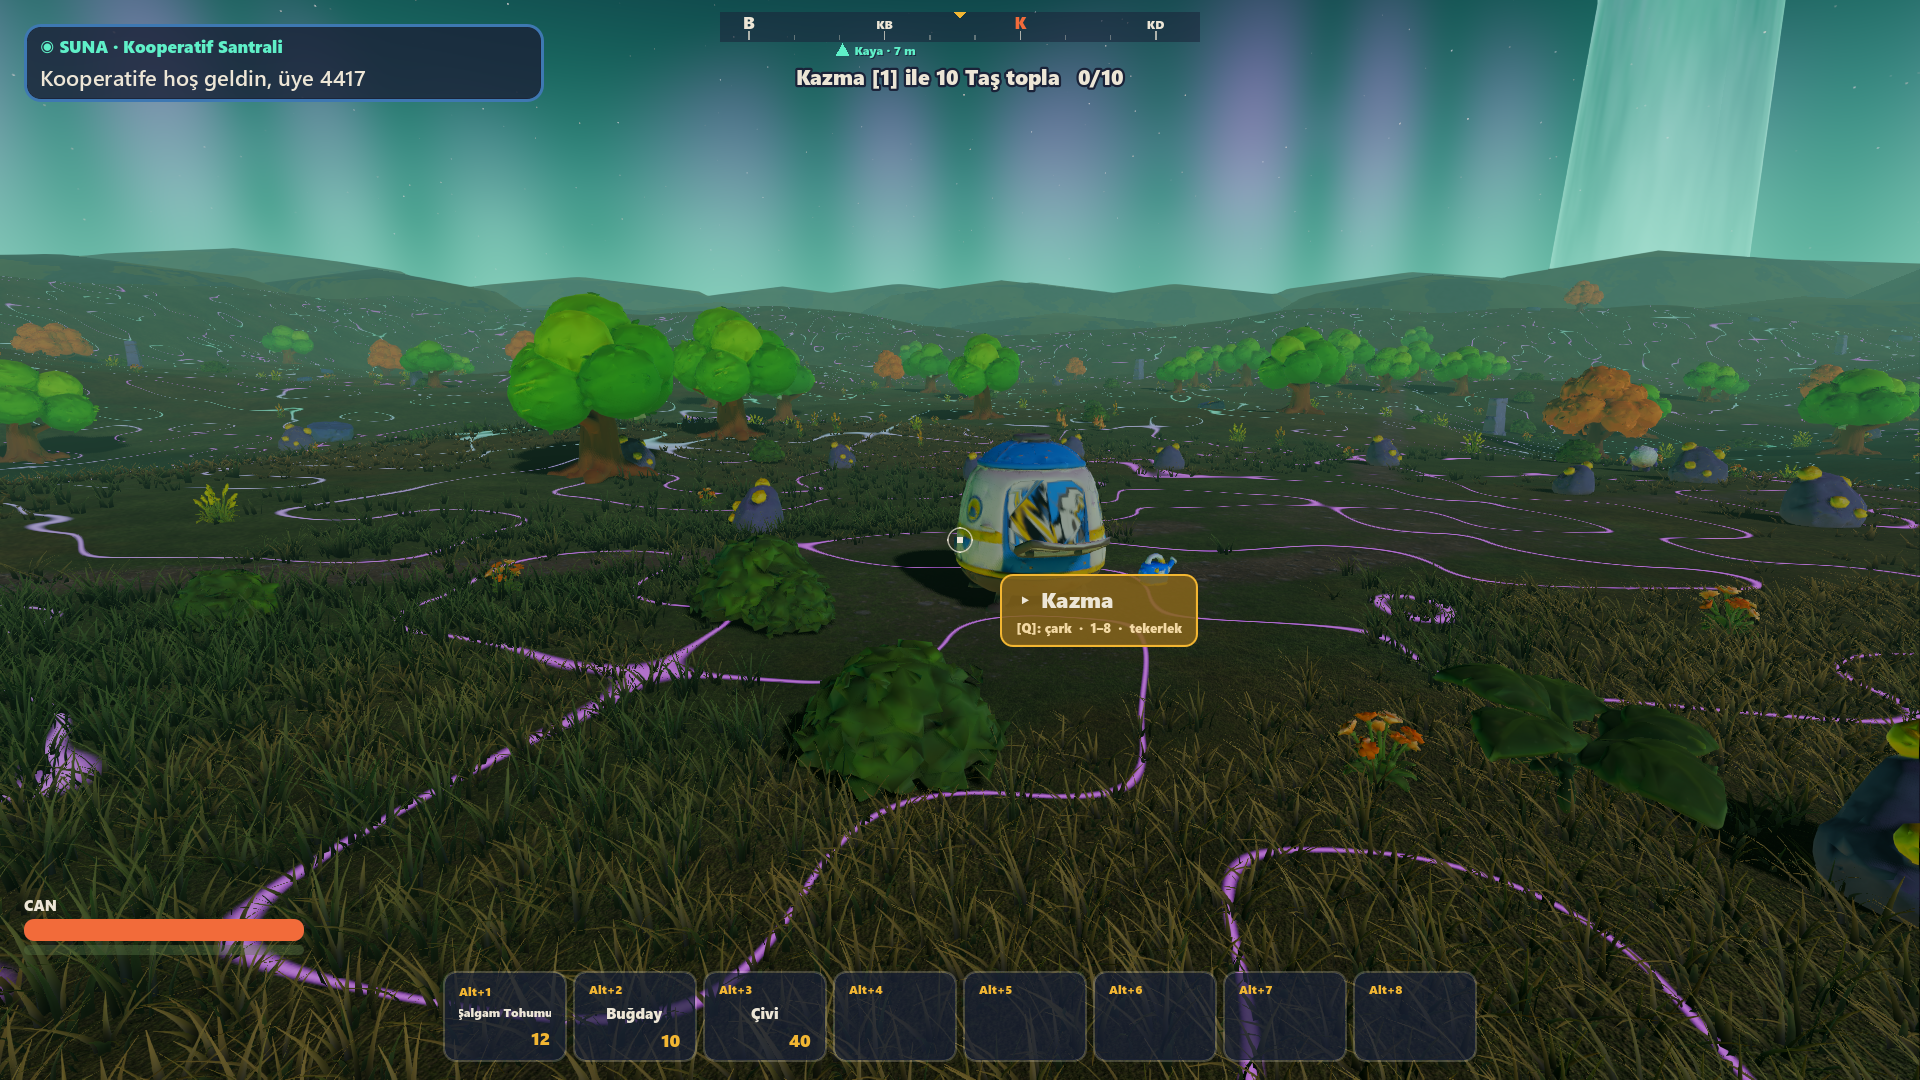 ◉ SUNA · Kooperatif Santrali
Kooperatife hoş geldin, üye 4417
B KB K KD
Kaya · 7 m
Kazma [1] ile 10 Taş topla 0/10
Kazma
[Q]: çark · 1–8 · tekerlek
CAN
Alt+1 Alt+2 Alt+3 Alt+4 Alt+5 Alt+6 Alt+7 Alt+8
Şalgam Tohumu Buğday Çivi
12 10 40